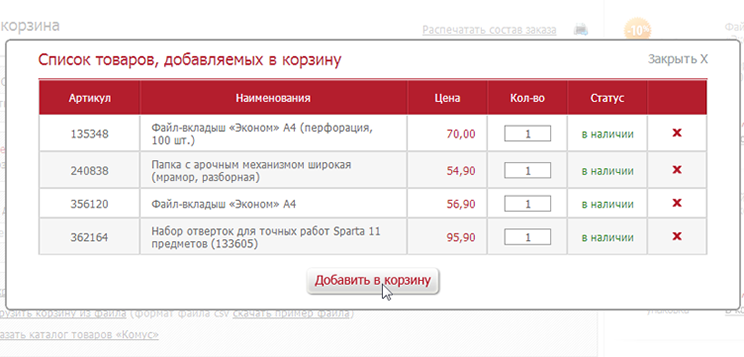 корзина
Распечатать состав заказа
-10%
Список товаров, добавляемых в корзину
Закрыть X
Артикул Наименования Цена Кол-во Статус
135348 Файл-вкладыш «Эконом» А4 (перфорация, 100 шт.) 70,00 1 в наличии x
240838 Папка с арочным механизмом широкая (мрамор, разборная) 54,90 1 в наличии x
356120 Файл-вкладыш «Эконом» А4 56,90 1 в наличии x
362164 Набор отверток для точных работ Sparta 11 предметов (133605) 95,90 1 в наличии x
Добавить в корзину
рузить корзину из файла (формат файла csv скачать пример файла)
азать каталог товаров «Комус»